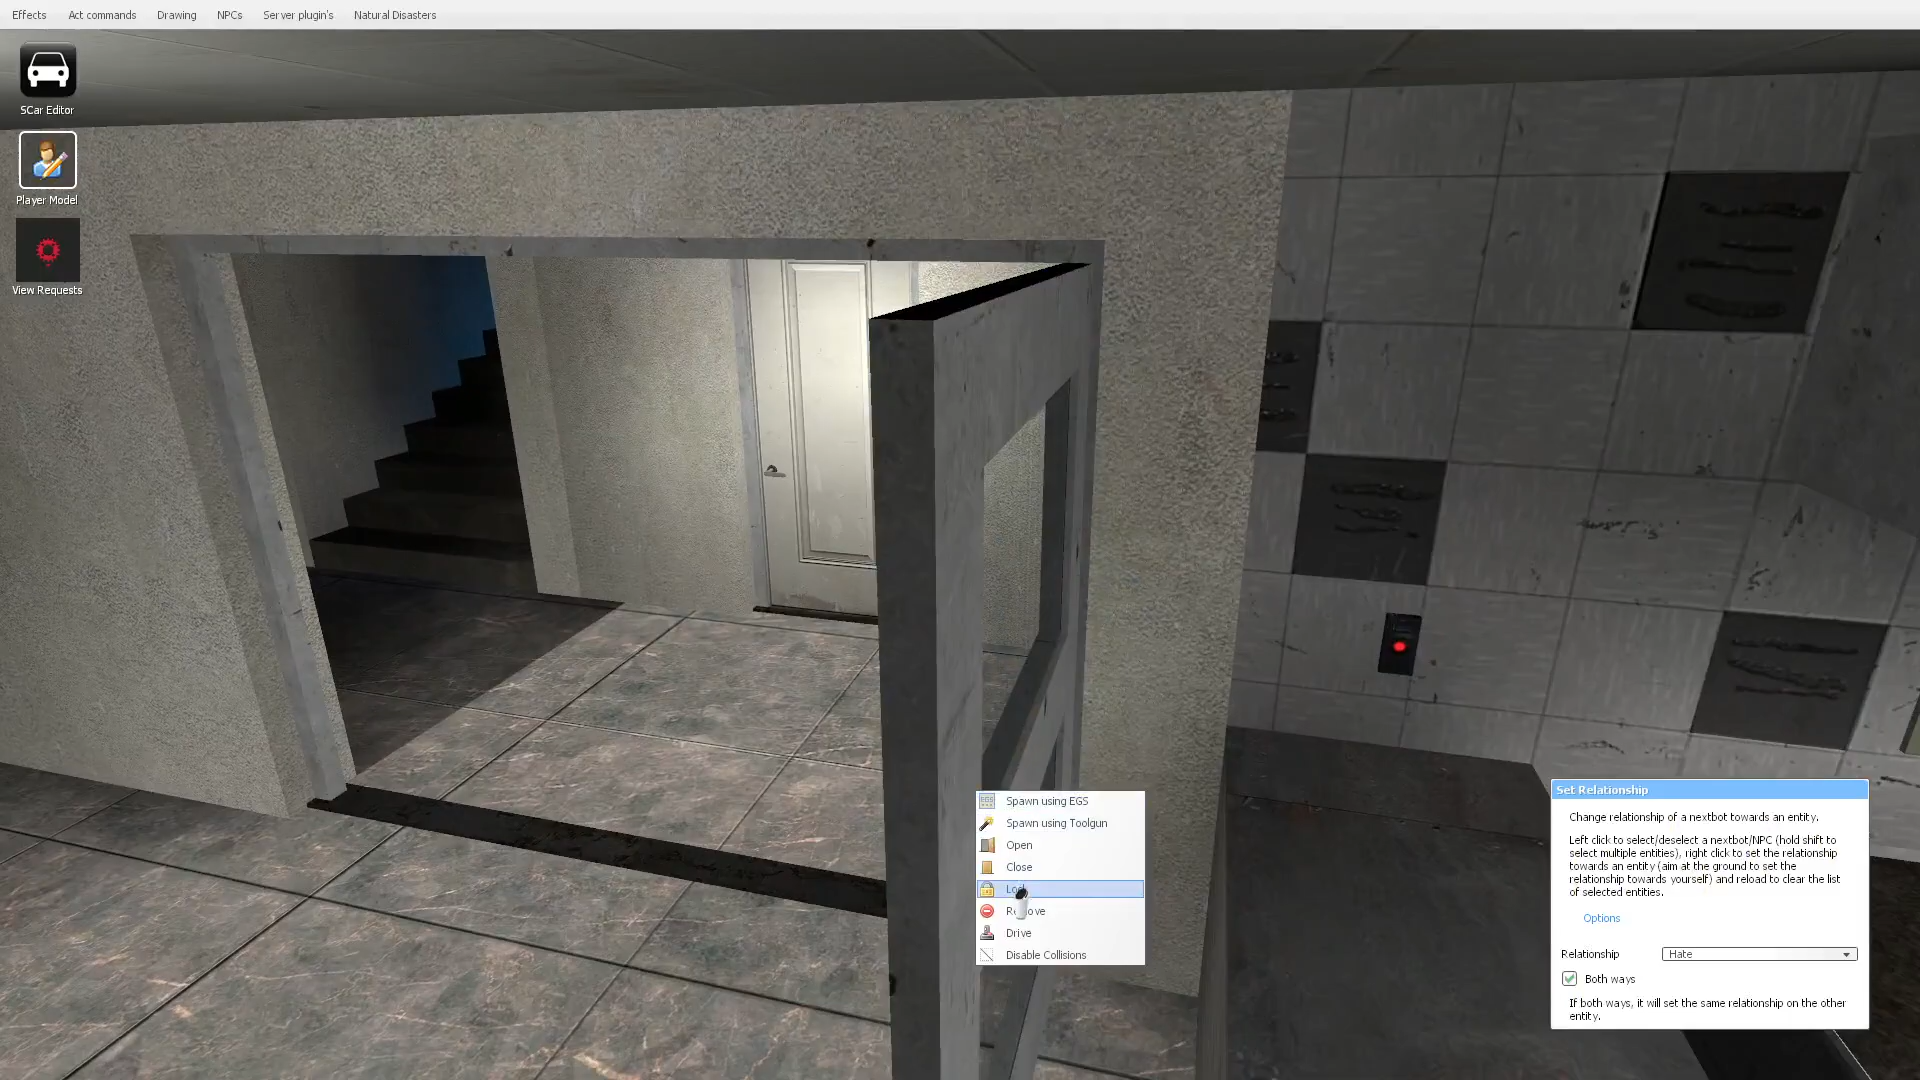 Effects Act commands Drawing NPCs Server plugin's Natural Disasters
SCar Editor
Player Model
View Requests
Spawn using EGS
Spawn using Toolgun
Open
Close
Remove
Drive
Disable Collisions
Set Relationship
Change relationship of a nextbot towards an entity.
Left click to select/deselect a nextbot/NPC (hold shift to
select multiple entities), right click to set the relationship
towards an entity (aim at the ground to set the
relationship towards yourself) and reload to clear the list
of selected entities.
Options
Relationship Hate
Both ways
If both ways, it will set the same relationship on the other
entity.